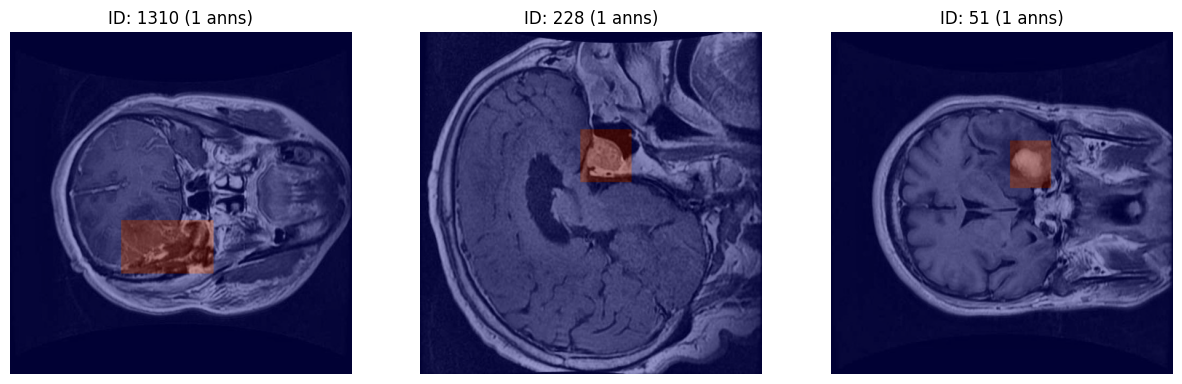 ID: 1310 (1 anns)
ID: 228 (1 anns)
ID: 51 (1 anns)